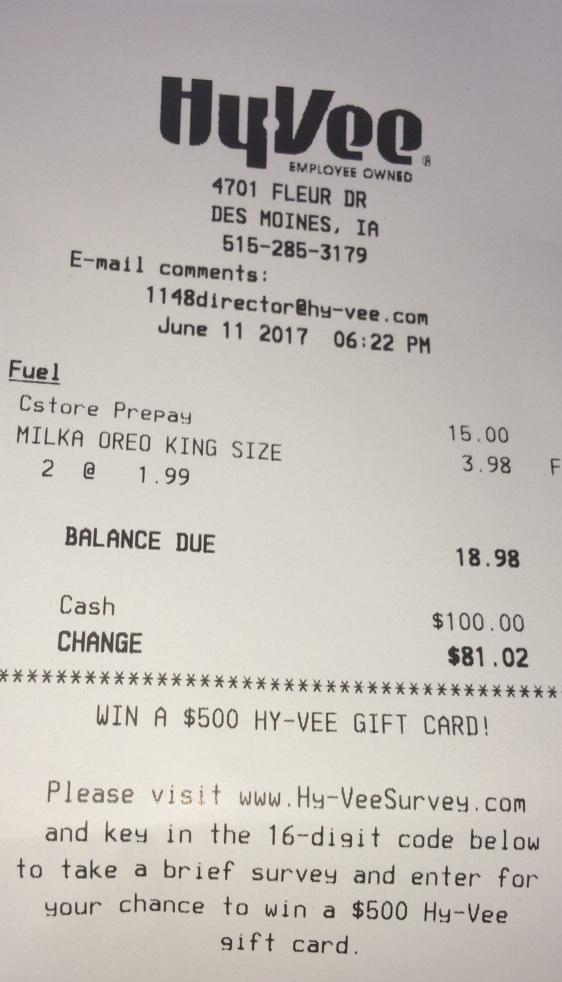 HyVee®
EMPLOYEE OWNED
4701 FLEUR DR
DES MOINES, IA
515-285-3179
E-mail comments:
1148director@hy-vee.com
June 11 2017 06:22 PM
Fuel
Cstore Prepay 15.00
MILKA OREO KING SIZE 3.98 F
2 @ 1.99
BALANCE DUE 18.98
Cash $100.00
CHANGE $81.02
************************************************
WIN A $500 HY-VEE GIFT CARD!
Please visit www.Hy-VeeSurvey.com
and key in the 16-digit code below
to take a brief survey and enter for
your chance to win a $500 Hy-Vee
gift card.